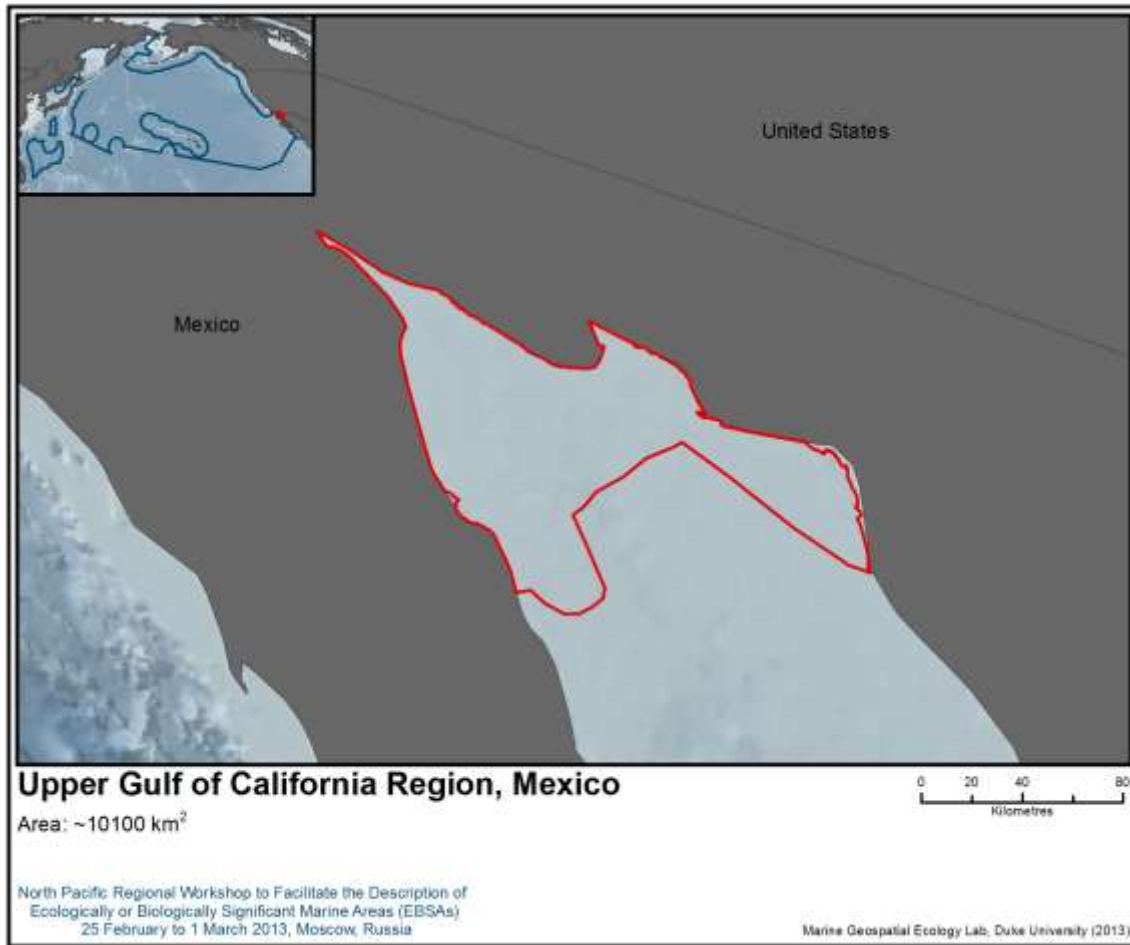 United States
Mexico
Upper Gulf of California Region, Mexico
Area: ~10100 km²
0 20 40 80
Kilometres
North Pacific Regional Workshop to Facilitate the Description of
Ecologically or Biologically Significant Marine Areas (EBSAs)
25 February to 1 March 2013, Moscow, Russia
Marine Geospatial Ecology Lab, Duke University (2013)